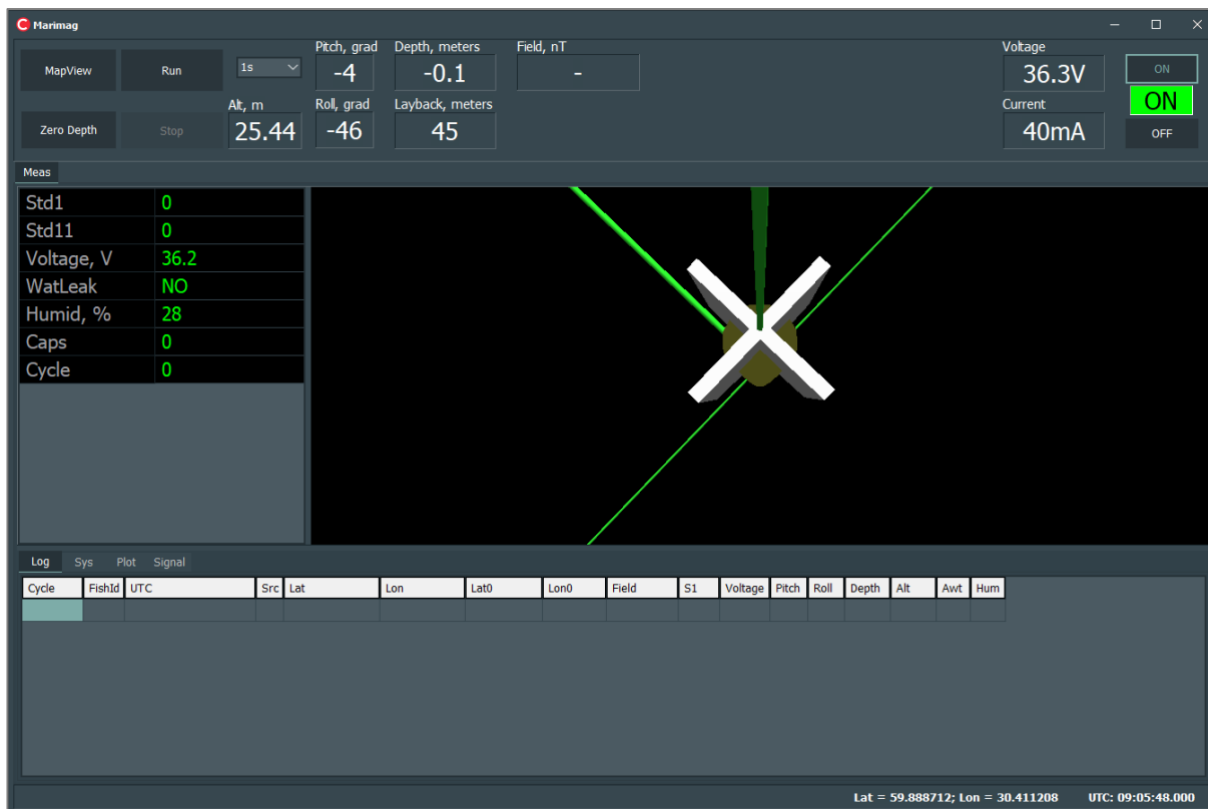 C Marimag
MapView Run 1s
Pitch, grad Depth, meters Field, nT
-4 -0.1 -
Voltage
36.3V ON
ON
Zero Depth Stop
Alt, m Roll, grad Layback, meters
25.44 -46 45
Current
40mA OFF
Meas
Std1 0
Std11 0
Voltage, V 36.2
WatLeak NO
Humid, % 28
Caps 0
Cycle 0
Log Sys Plot Signal
Cycle FishId UTC Src Lat Lon Lat0 Lon0 Field S1 Voltage Pitch Roll Depth Alt Awt Hum
Lat = 59.888712; Lon = 30.411208 UTC: 09:05:48.000